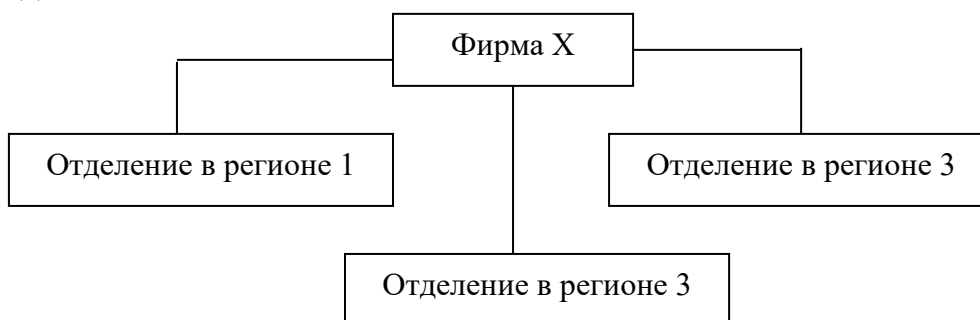 Фирма X
Отделение в регионе 1
Отделение в регионе 3
Отделение в регионе 3